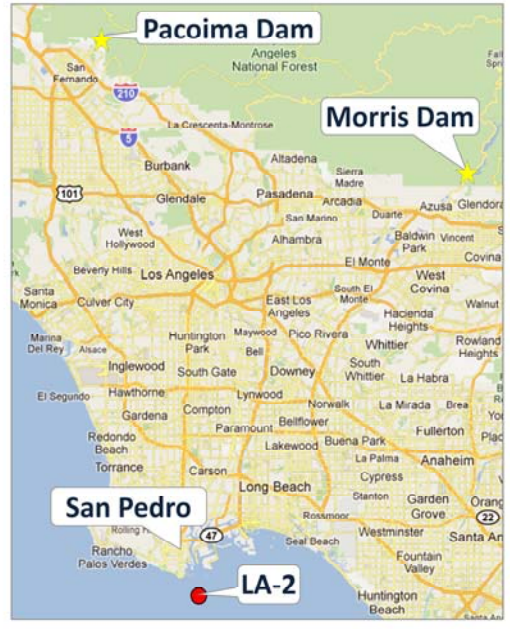 Pacoima Dam
Angeles
National Forest
San
Fernando
210
La Crescenta-Montrose
Morris Dam
5
Burbank
Altadena
Sierra
Madre
101
Glendale
Pasadena
Arcadia
Azusa
Glendora
San Marino
Duarte
West
Hollywood
Alhambra
Baldwin
Park
Vincent
Beverly Hills
Los Angeles
El Monte
Covina
West
Covina
Santa
Monica
Culver City
East Los
Angeles
South El
Monte
Walnut
Hacienda
Heights
Marina
Del Rey
Alsace
Huntington
Park
Maywood
Pico Rivera
Whittier
Rowland
Heights
Bell
Inglewood
South Gate
Downey
South
Whittier
La Habra
El Segundo
Hawthorne
Lynwood
Norwalk
La Mirada
Brea
Gardena
Compton
Paramount
Bellflower
Fullerton
Redondo
Beach
Lakewood
Buena Park
La Palma
Anaheim
Torrance
Carson
Cypress
Long Beach
Stanton
Garden
Grove
San Pedro
Rossmoor
22
Rolling
47
Seal Beach
Westminster
Santa
Rancho
Palos Verdes
Fountain
Valley
LA-2
Huntington
Beach